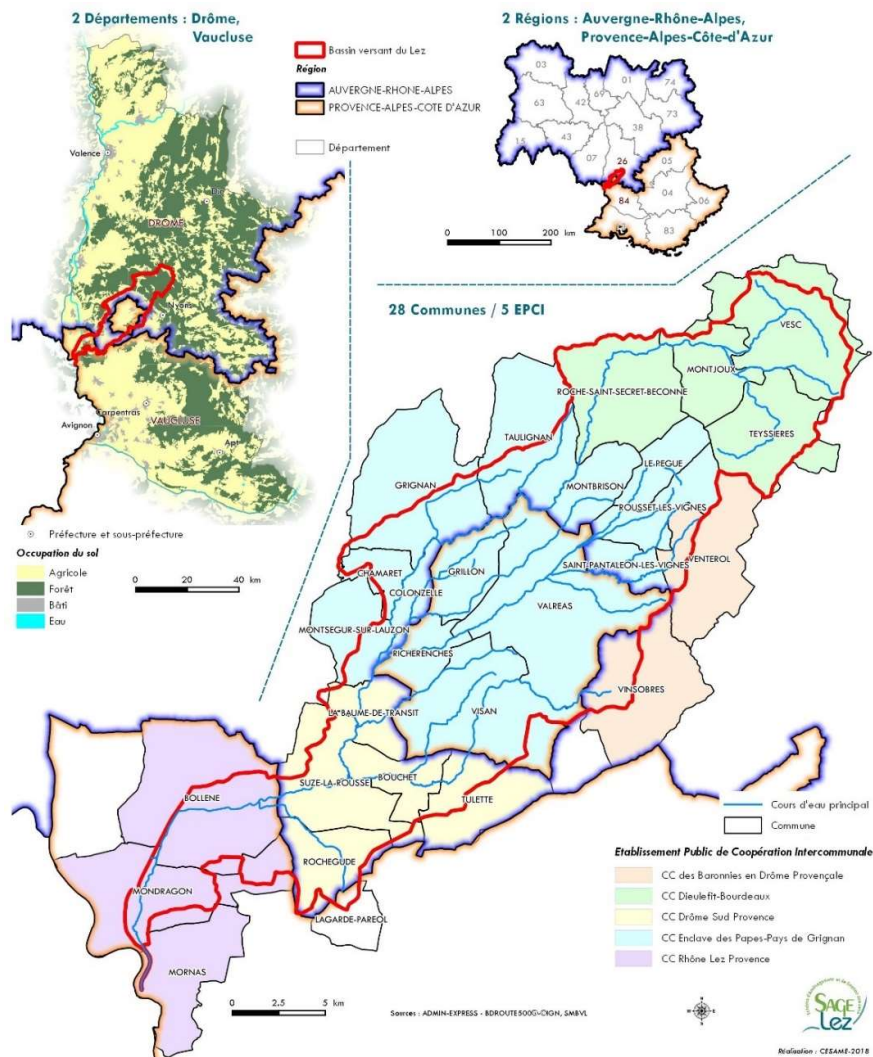 2 Départements : Drôme,
Vaucluse
Bassin versant du Lez
Région
AUVERGNE-RHONE-ALPES
PROVENCE-ALPES-COTE D'AZUR
Département
2 Régions : Auvergne-Rhône-Alpes,
Provence-Alpes-Côte-d'Azur
03
01
74
63
42
69
73
15
43
38
07
26
05
04
84
06
83
0 100 200
km
Valence
Die
DROME
Nyons
Carpentras
VAUCLUSE
Avignon
Apt
Préfecture et sous-préfecture
Occupation du sol
Agricole
Forêt
Bâti
Eau
0 20 40
km
28 Communes / 5 EPCI
VESC
MONTJOUX
ROCHE-SAINT-SECRET-BECONNE
TEYSSIERES
TAULIGNAN
LE-PEGUE
GRIGNAN
MONTBRISON
ROUSSET-LES-VIGNES
VENTEROL
SAINT-PANTALEON-LES-VIGNES
CHAMARET
GRILLON
COLONZELLE
VALREAS
MONTSEGUR-SUR-LAUZON
RICHERENCHES
VINSOBRES
LA-BAUME-DE-TRANSIT
VISAN
BOUCHET
SUZE-LA-ROUSSE
TULETTE
BOLLENE
ROCHEGUDE
MONDRAGON
LAGARDE-PAREOL
MORNAS
Cours d'eau principal
Commune
Etablissement Public de Coopération Intercommunale
CC des Baronnies en Drôme Provençale
CC Dieulefit-Bourdeaux
CC Drôme Sud Provence
CC Enclave des Papes-Pays de Grignan
CC Rhône Lez Provence
0 2.5 5
km
SAGE
Lez
Réalisation : CESAME-2018